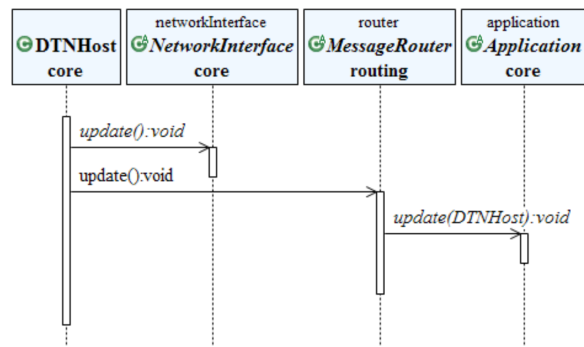 DTNHost
core
networkInterface
NetworkInterface
core
router
MessageRouter
routing
application
Application
core
update():void
update():void
update(DTNHost):void